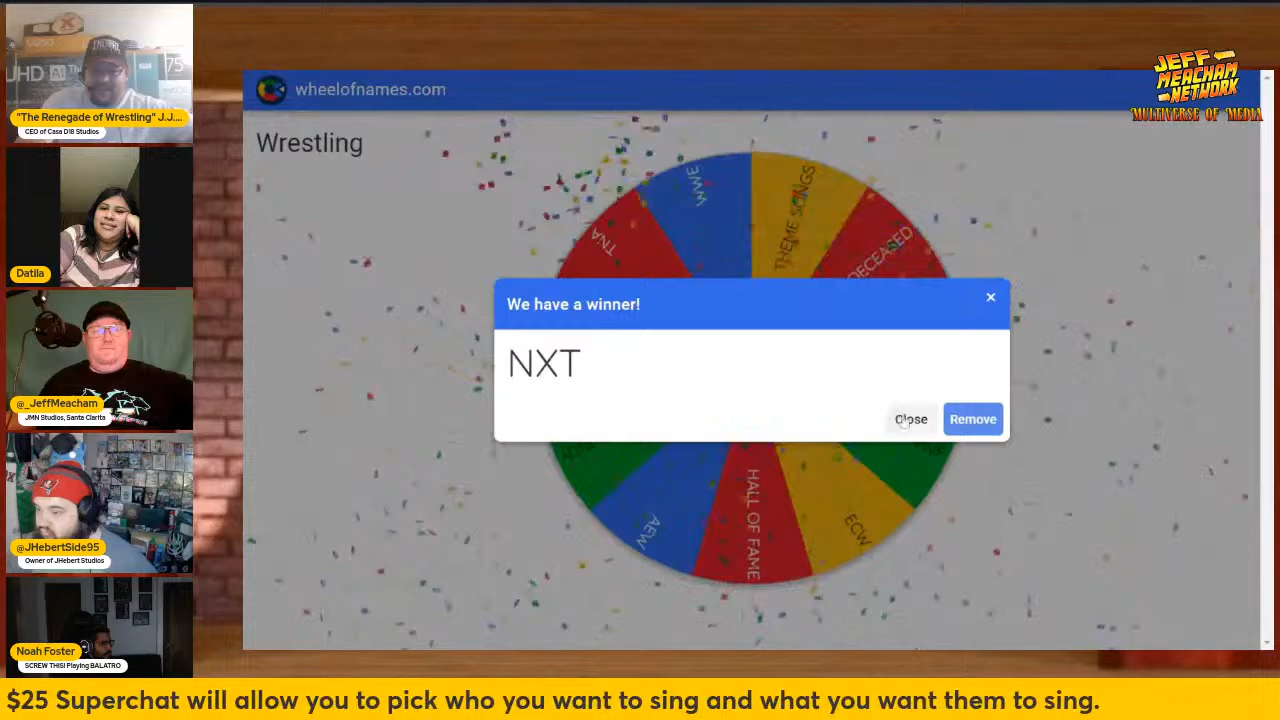 "The Renegade of Wrestling" J.J....
CEO of Casa D18 Studios
Datila
@_JeffMeacham
JMN Studios, Santa Clarita
@JHebertSide95
Owner of JHebert Studios
Noah Foster
SCREW THIS! Playing BALATRO
wheelofnames.com
JEFF
MEACHAM
NETWORK
MULTIVERSE OF MEDIA
Wrestling
WWE
THEME SONGS
TNA
DECEASED
We have a winner!
×
NXT
Close
Remove
AEW
HALL OF FAME
ECW
$25 Superchat will allow you to pick who you want to sing and what you want them to sing.